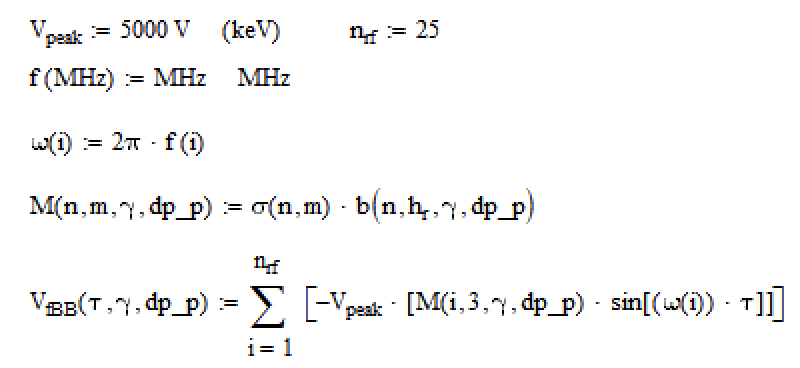 V_peak := 5000 V (keV) n_rf := 25
f(MHz) := MHz MHz
ω(i) := 2π · f(i)
M(n,m,γ,dp_p) := σ(n,m) · b(n,h_r,γ,dp_p)
n_rf
V_fBB(τ,γ,dp_p) := ∑ [-V_peak · [M(i,3,γ,dp_p) · sin[(ω(i)) · τ]]]
i = 1